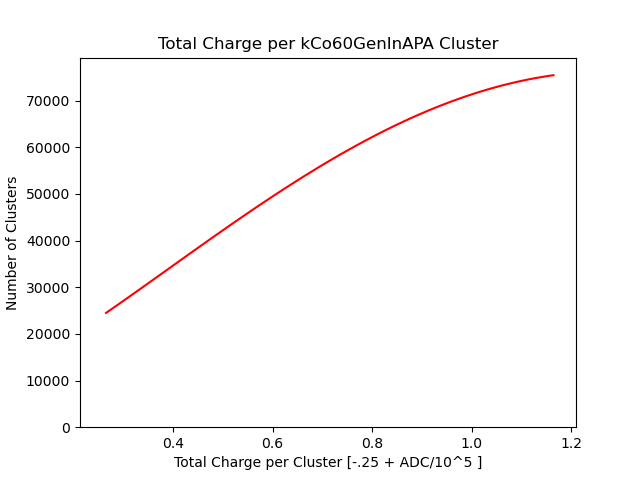 Total Charge per kCo60GenInAPA Cluster
Number of Clusters
70000
60000
50000
40000
30000
20000
10000
0
0.4 0.6 0.8 1.0 1.2
Total Charge per Cluster [-.25 + ADC/10^5 ]